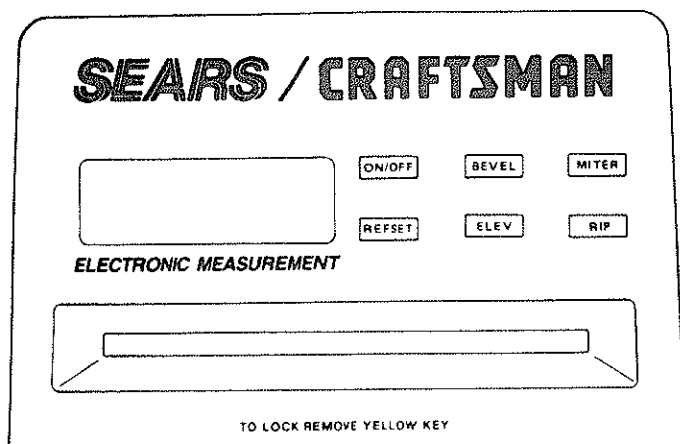 SEARS / CRAFTSMAN
ON/OFF BEVEL MITER
REFSET ELEV RIP
ELECTRONIC MEASUREMENT
TO LOCK REMOVE YELLOW KEY